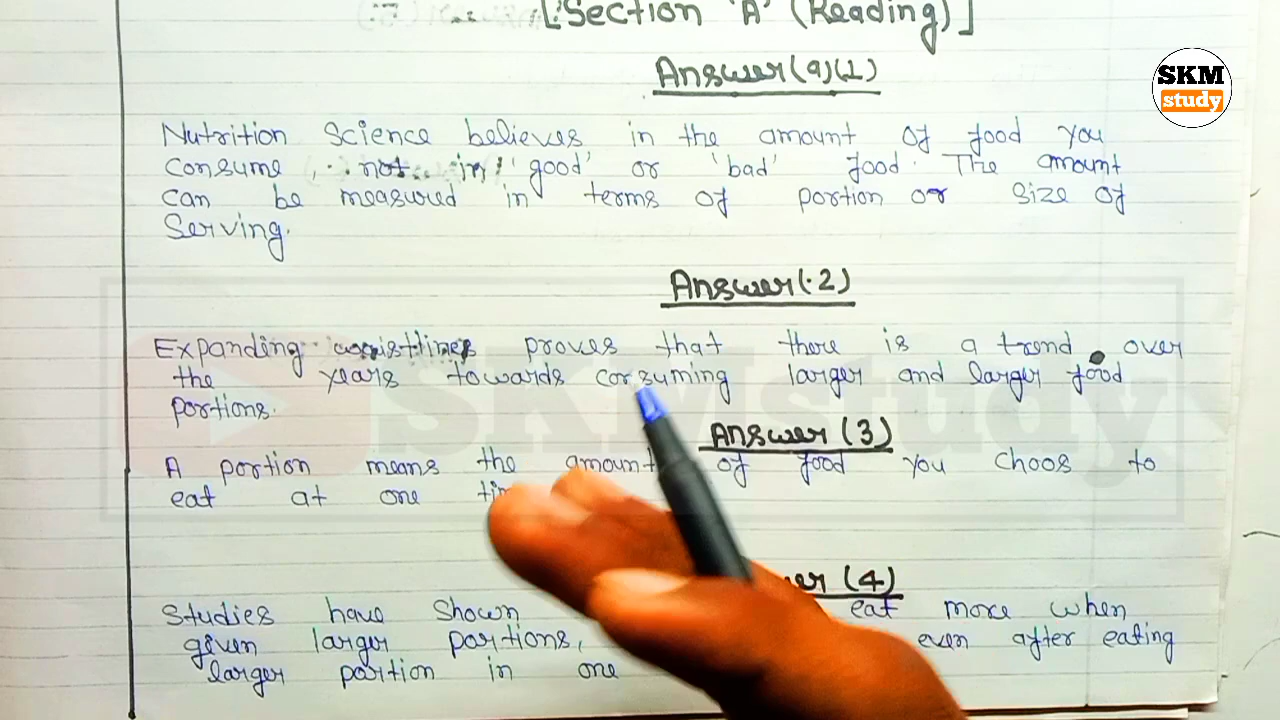 [Section 'A' (Reading)]
SKM
study
Answer (a)(1)
Nutrition Science believes in the amount of food you
consume, not in 'good' or 'bad' food. The amount
can be measured in terms of portion or size of
Serving.
Answer (.2)
Expanding proves that there is a trend over
the years towards consuming larger and larger food
portions.
SKMstudy
Answer (3)
A portion means the amount of food you choos to
eat at one
(4)
Studies have shown eat more when
given larger portions, even after eating
larger portion in one